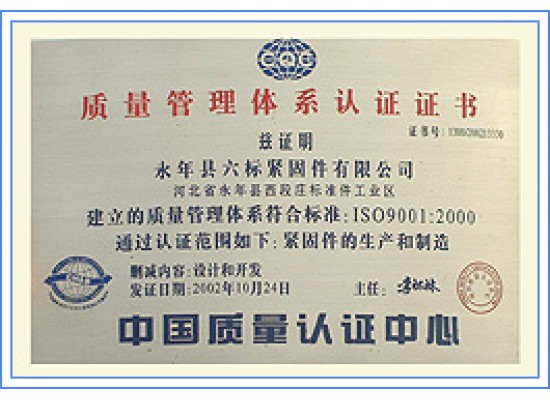 CQC
质量管理体系认证证书
证书号:
兹证明
永年县六标紧固件有限公司
河北省永年县西段庄标准件工业区
建立的质量管理体系符合标准:ISO9001:2000
通过认证范围如下:紧固件的生产和制造
删减内容:设计和开发
发证日期:2002年10月24日
主任:
中国质量认证中心